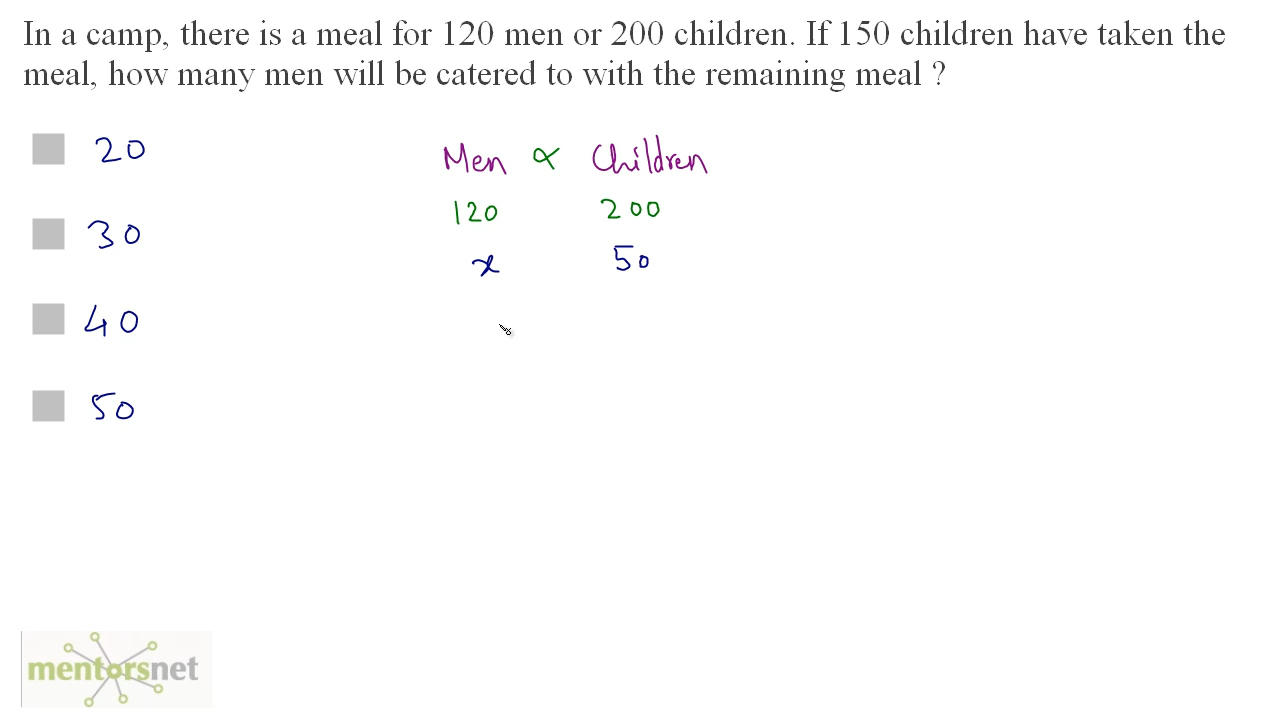 In a camp, there is a meal for 120 men or 200 children. If 150 children have taken the
meal, how many men will be catered to with the remaining meal ?
20
30
40
50
Men ∝ Children
120 200
x 50
mentorsnet